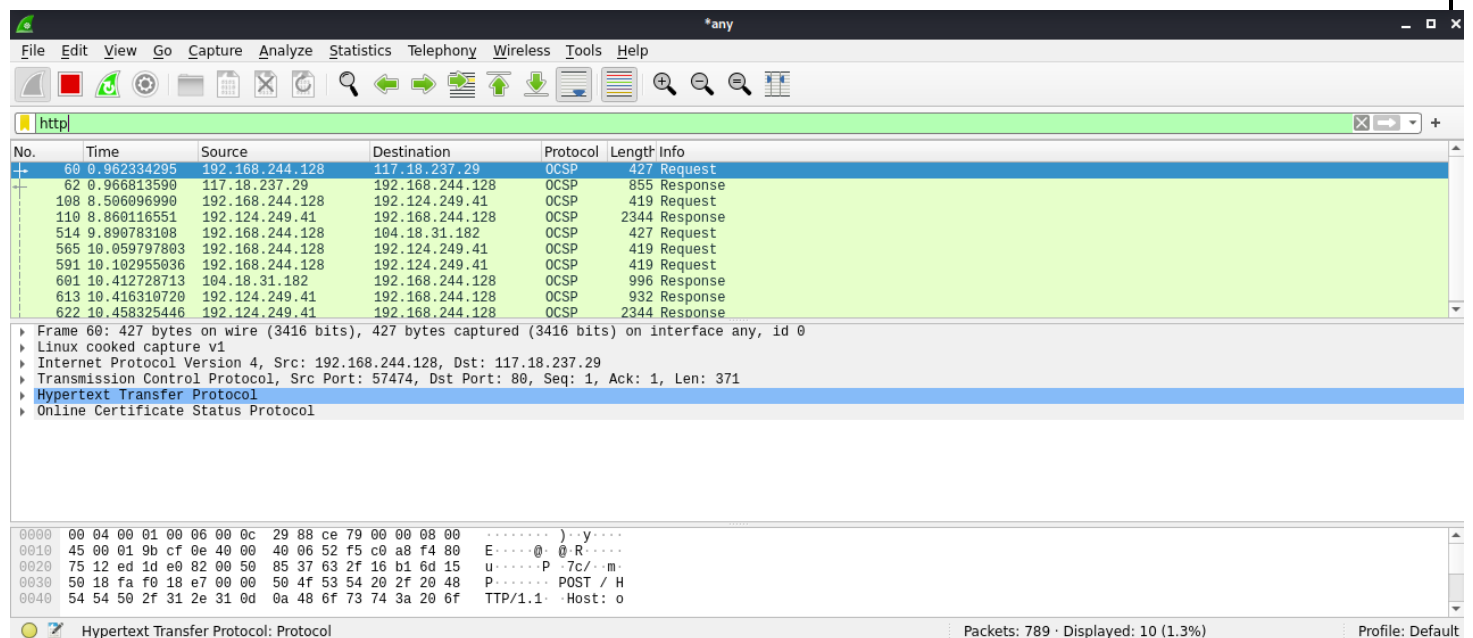 *any
File Edit View Go Capture Analyze Statistics Telephony Wireless Tools Help
http
No. Time Source Destination Protocol Length Info
60 0.962334295 192.168.244.128 117.18.237.29 OCSP 427 Request
62 0.966813590 117.18.237.29 192.168.244.128 OCSP 855 Response
108 8.506096990 192.168.244.128 192.124.249.41 OCSP 419 Request
110 8.860116551 192.124.249.41 192.168.244.128 OCSP 2344 Response
514 9.890783108 192.168.244.128 104.18.31.182 OCSP 427 Request
565 10.059797803 192.168.244.128 192.124.249.41 OCSP 419 Request
591 10.102955036 192.168.244.128 192.124.249.41 OCSP 419 Request
601 10.412728713 104.18.31.182 192.168.244.128 OCSP 996 Response
613 10.416310720 192.124.249.41 192.168.244.128 OCSP 932 Response
622 10.458325446 192.124.249.41 192.168.244.128 OCSP 2344 Response
Frame 60: 427 bytes on wire (3416 bits), 427 bytes captured (3416 bits) on interface any, id 0
Linux cooked capture v1
Internet Protocol Version 4, Src: 192.168.244.128, Dst: 117.18.237.29
Transmission Control Protocol, Src Port: 57474, Dst Port: 80, Seq: 1, Ack: 1, Len: 371
Hypertext Transfer Protocol
Online Certificate Status Protocol
0000 00 04 00 01 00 06 00 0c 29 88 ce 79 00 00 08 00 ········ )··y····
0010 45 00 01 9b cf 0e 40 00 40 06 52 f5 c0 a8 f4 80 E·····@· @·R·····
0020 75 12 ed 1d e0 82 00 50 85 37 63 2f 16 b1 6d 15 u······P ·7c/··m·
0030 50 18 fa f0 18 e7 00 00 50 4f 53 54 20 2f 20 48 P······· POST / H
0040 54 54 50 2f 31 2e 31 0d 0a 48 6f 73 74 3a 20 6f TTP/1.1· ·Host: o
Hypertext Transfer Protocol: Protocol Packets: 789 · Displayed: 10 (1.3%) Profile: Default